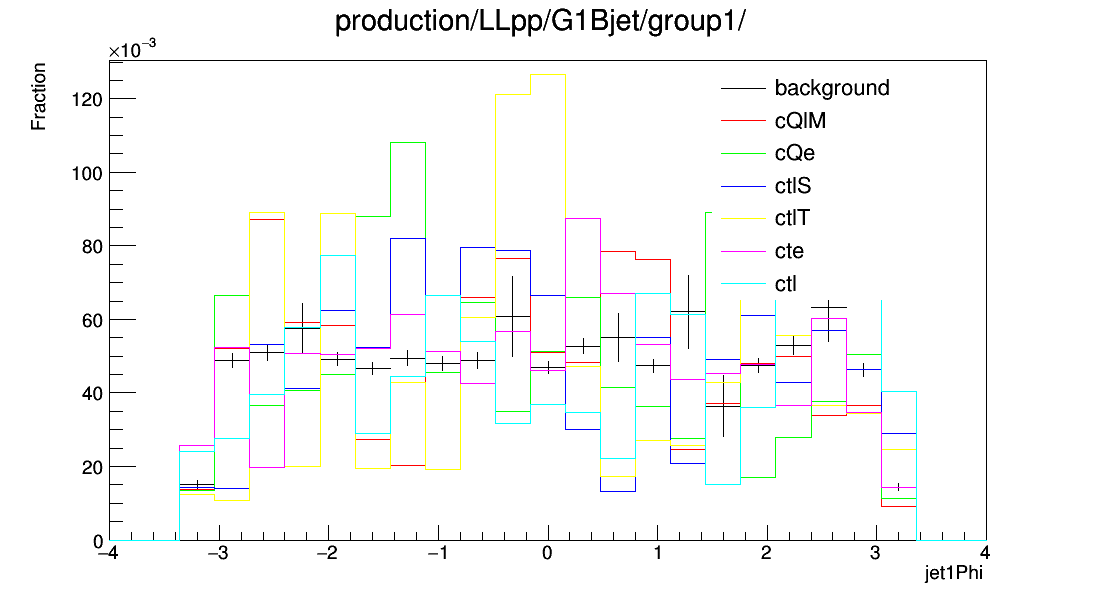 production/LLpp/G1Bjet/group1/
×10⁻³
Fraction
120
100
80
60
40
20
0
background
cQlM
cQe
ctlS
ctlT
cte
ctl
−4 −3 −2 −1 0 1 2 3 4
jet1Phi